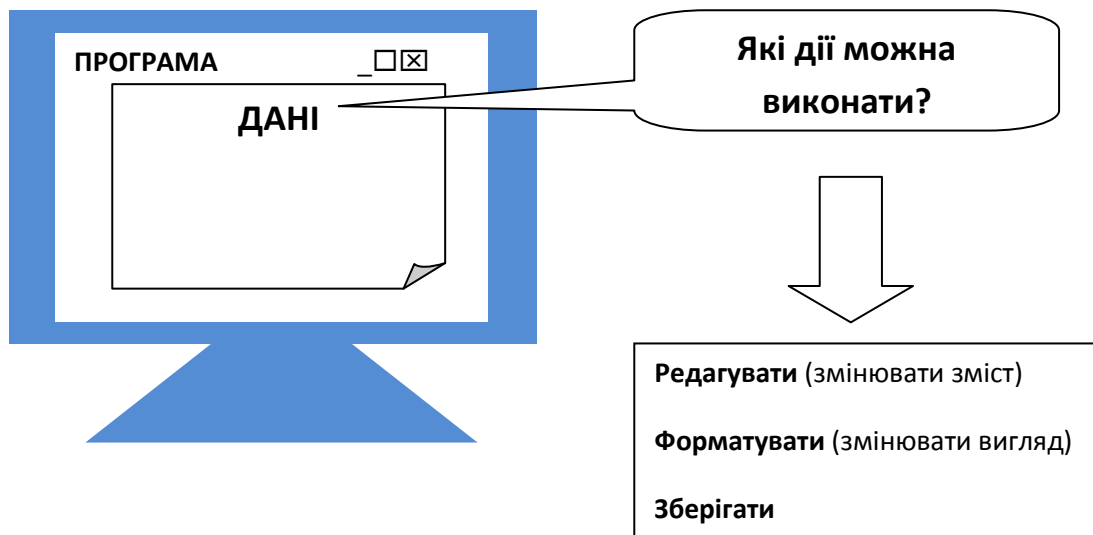 ПРОГРАМА
ДАНІ
Які дії можна
виконати?
Редагувати (змінювати зміст)
Форматувати (змінювати вигляд)
Зберігати